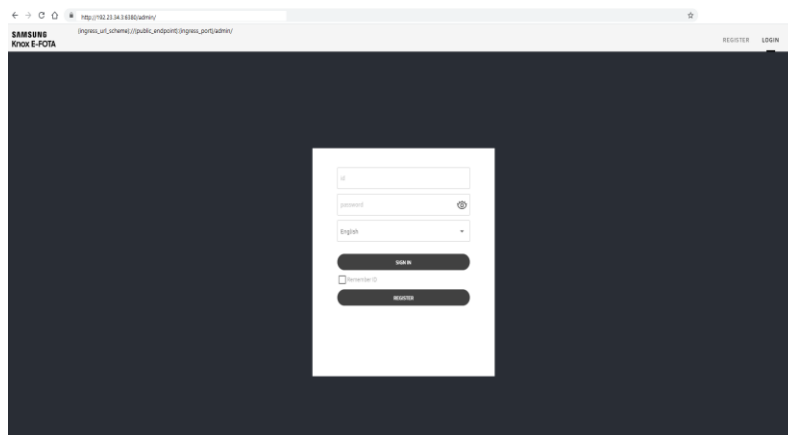 http://192.23.34.3:6380/admin/
SAMSUNG
Knox E-FOTA
{ingress_url_scheme}://{public_endpoint}:{ingress_port}/admin/
REGISTER LOGIN
id
password
English
SIGN IN
Remember ID
REGISTER